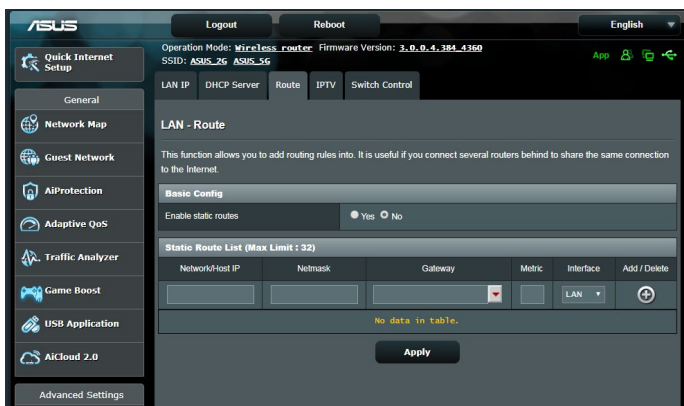 ASUS
Logout
Reboot
English
Quick Internet
Setup
Operation Mode: Wireless router Firmware Version: 3.0.0.4.384_4360
SSID: ASUS_2G ASUS_5G
App
General
Network Map
Guest Network
AiProtection
Adaptive QoS
Traffic Analyzer
Game Boost
USB Application
AiCloud 2.0
Advanced Settings
LAN IP DHCP Server Route IPTV Switch Control
LAN - Route
This function allows you to add routing rules into. It is useful if you connect several routers behind to share the same connection
to the Internet.
Basic Config
Enable static routes Yes No
Static Route List (Max Limit : 32)
Network/Host IP Netmask Gateway Metric Interface Add / Delete
LAN
No data in table.
Apply